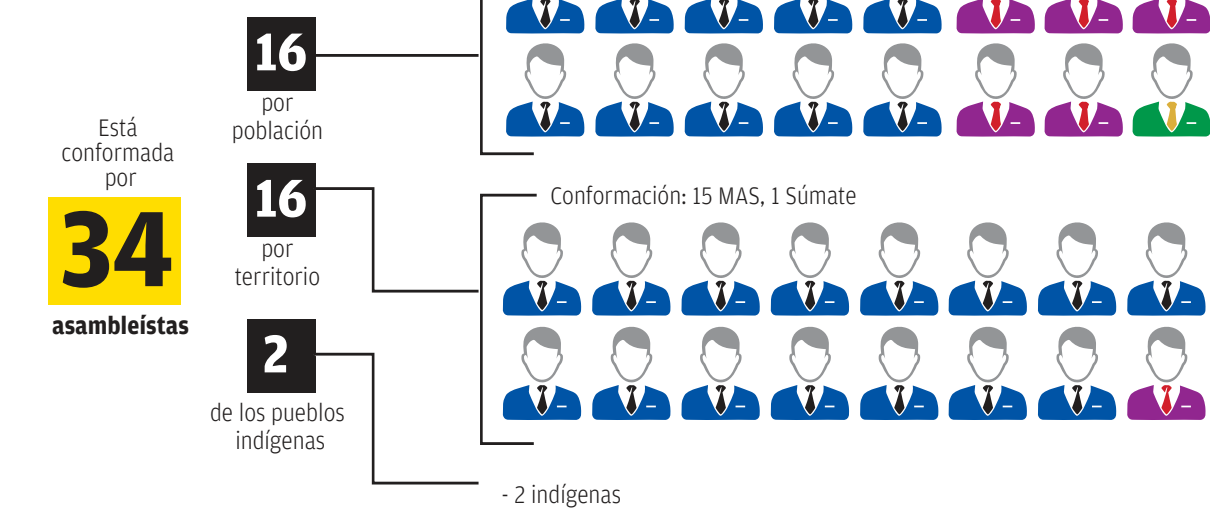 Está
conformada
por
34
asambleístas
16
por
población
16
por
territorio
Conformación: 15 MAS, 1 Súmate
2
de los pueblos
indígenas
- 2 indígenas